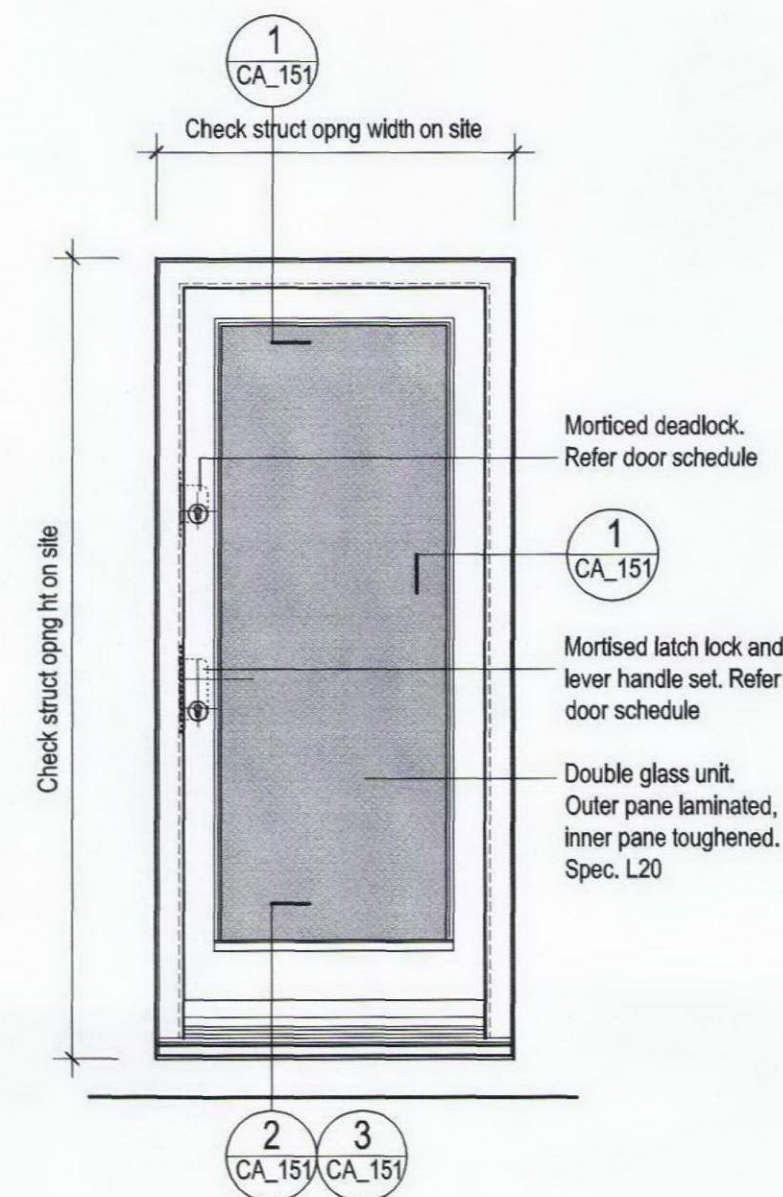 1
CA_151
Check struct opng width on site
Check struct opng ht on site
Morticed deadlock.
Refer door schedule
1
CA_151
Mortised latch lock and
lever handle set. Refer
door schedule
Double glass unit.
Outer pane laminated,
inner pane toughened.
Spec. L20
2
CA_151
3
CA_151